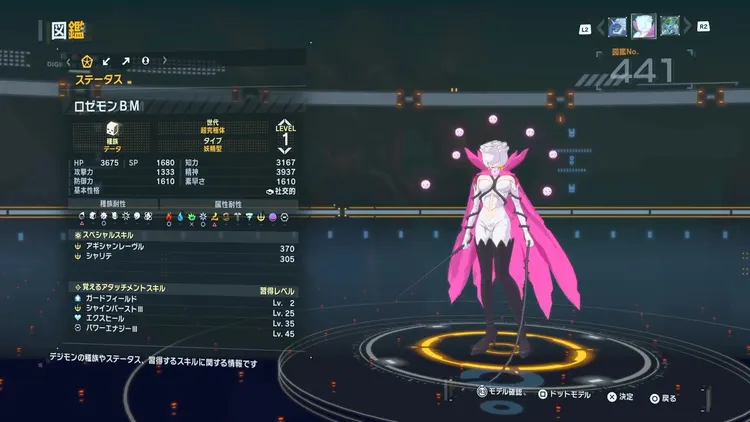 図鑑
L2
R2
DIGI
図鑑No.
441
ステータス
ロゼモンBM
種族
データ
世代
超究極体
タイプ
妖精型
LEVEL
1
HP 3675 SP 1680 知力 3167
攻撃力 1333 精神 3937
防御力 1610 素早さ 1610
基本性格 社交的
種族耐性 属性耐性
スペシャルスキル
アギシャンレーヴル 370
シャリテ 305
覚えるアタッチメントスキル 習得レベル
ガードフィールド Lv. 2
シャインバーストIII Lv. 25
エクスヒール Lv. 35
パワーエナジーIII Lv. 45
デジモンの種族やステータス、習得するスキルに関する情報です
モデル確認、 ドットモデル 決定 戻る